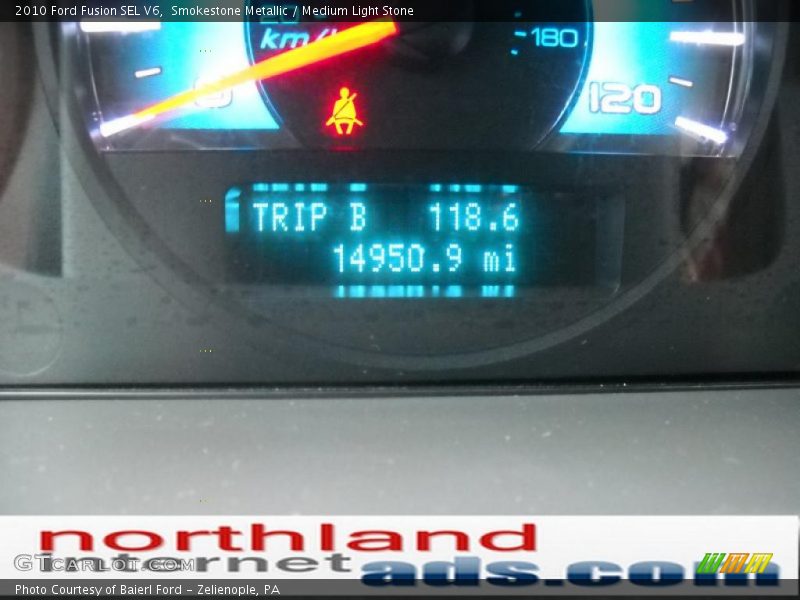 2010 Ford Fusion SEL V6, Smokestone Metallic / Medium Light Stone
180
120
TRIP B 118.6
14950.9 mi
northland
internet
ads.com
GTCARLOT.COM
Photo Courtesy of Baierl Ford – Zelienople, PA